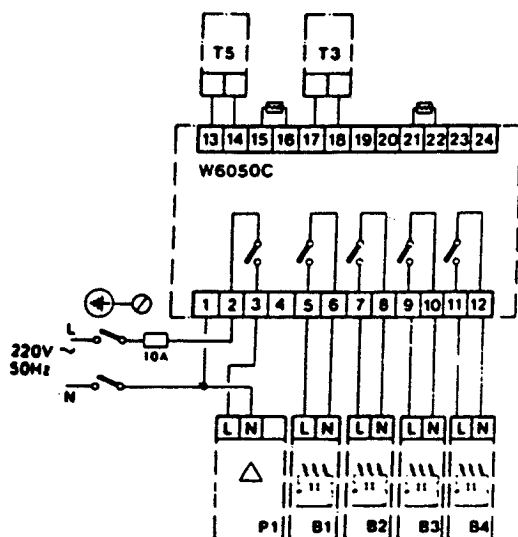 T5 T3
13 14 15 16 17 18 19 20 21 22 23 24
W6050C
1 2 3 4 5 6 7 8 9 10 11 12
L
10A
220V
~
50Hz
N
L N L N L N L N L N
P1 B1 B2 B3 B4